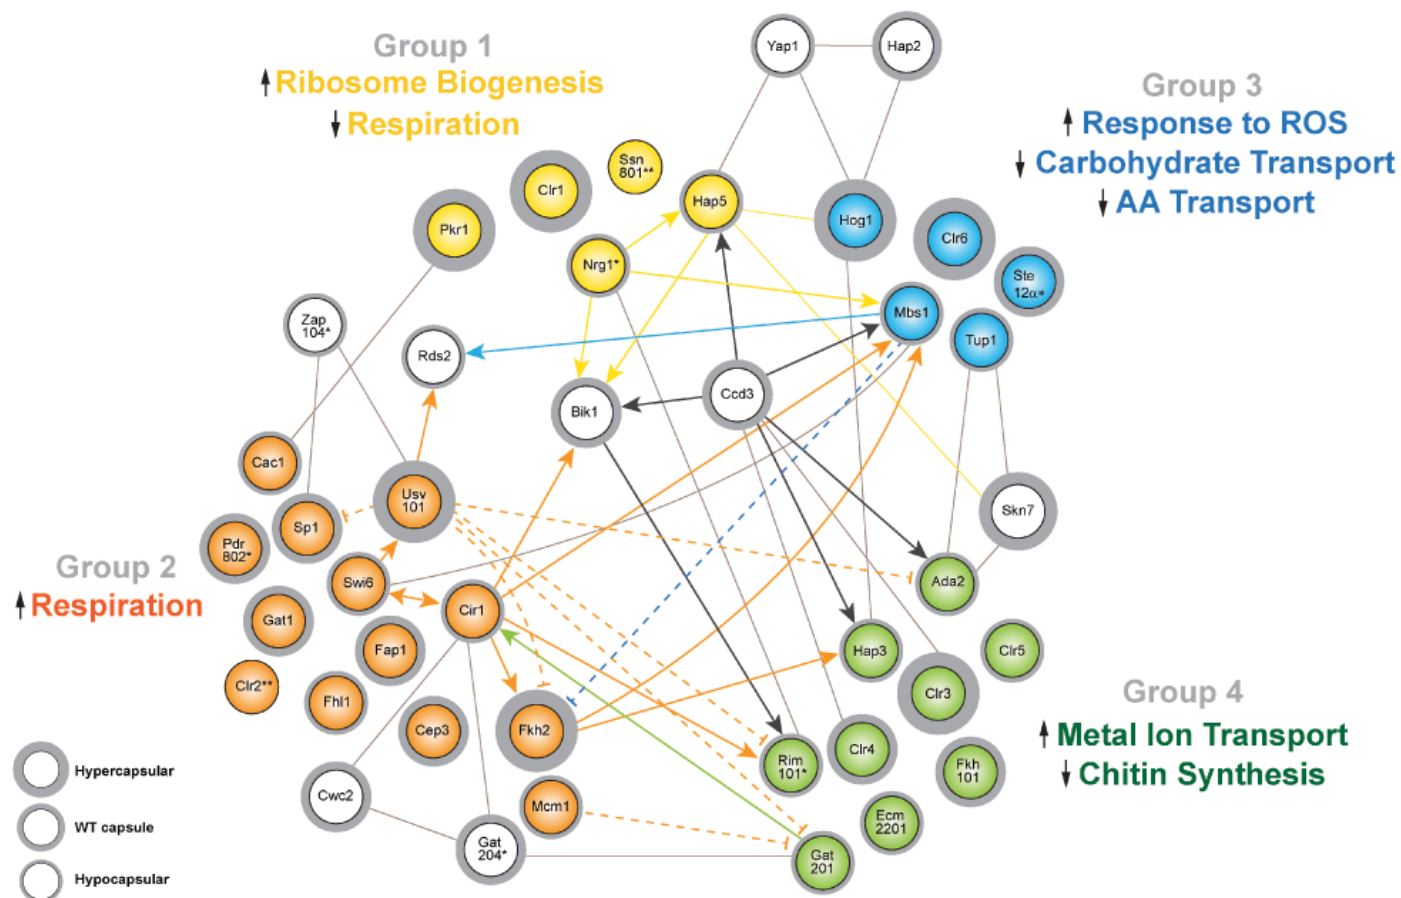 Group 1
Ribosome Biogenesis
Respiration
Yap1
Hap2
Group 3
Response to ROS
Carbohydrate Transport
AA Transport
Ssn
801**
Clr1
Hap5
Pkr1
Hog1
Clr6
Nrg1*
Ste
12α*
Mbs1
Zap
104*
Tup1
Rds2
Ccd3
Bik1
Cac1
Usv
101
Skn7
Sp1
Pdr
802*
Group 2
Respiration
Swi6
Ada2
Cir1
Gat1
Fap1
Hap3
Clr5
Clr2**
Fhl1
Clr3
Group 4
Metal Ion Transport
Chitin Synthesis
Cep3
Fkh2
Clr4
Rim
101*
Fkh
101
Hypercapsular
Cwc2
Mcm1
Ecm
2201
WT capsule
Gat
204*
Gat
201
Hypocapsular